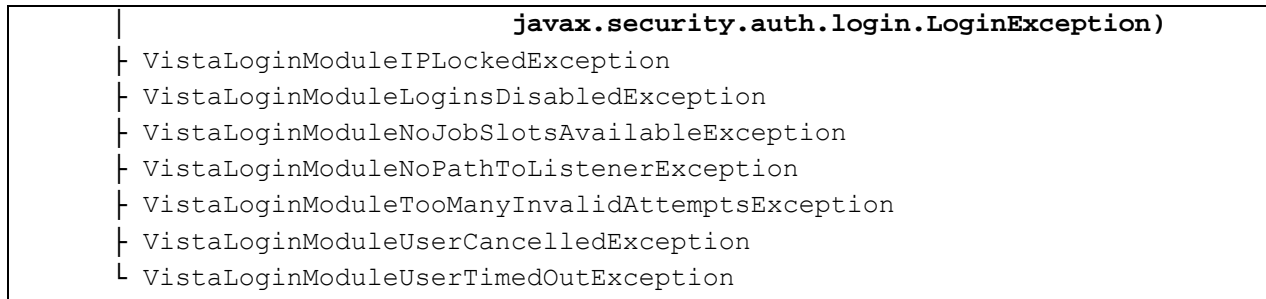 │ javax.security.auth.login.LoginException)
├ VistaLoginModuleIPLockedException
├ VistaLoginModuleLoginsDisabledException
├ VistaLoginModuleNoJobSlotsAvailableException
├ VistaLoginModuleNoPathToListenerException
├ VistaLoginModuleTooManyInvalidAttemptsException
├ VistaLoginModuleUserCancelledException
└ VistaLoginModuleUserTimedOutException